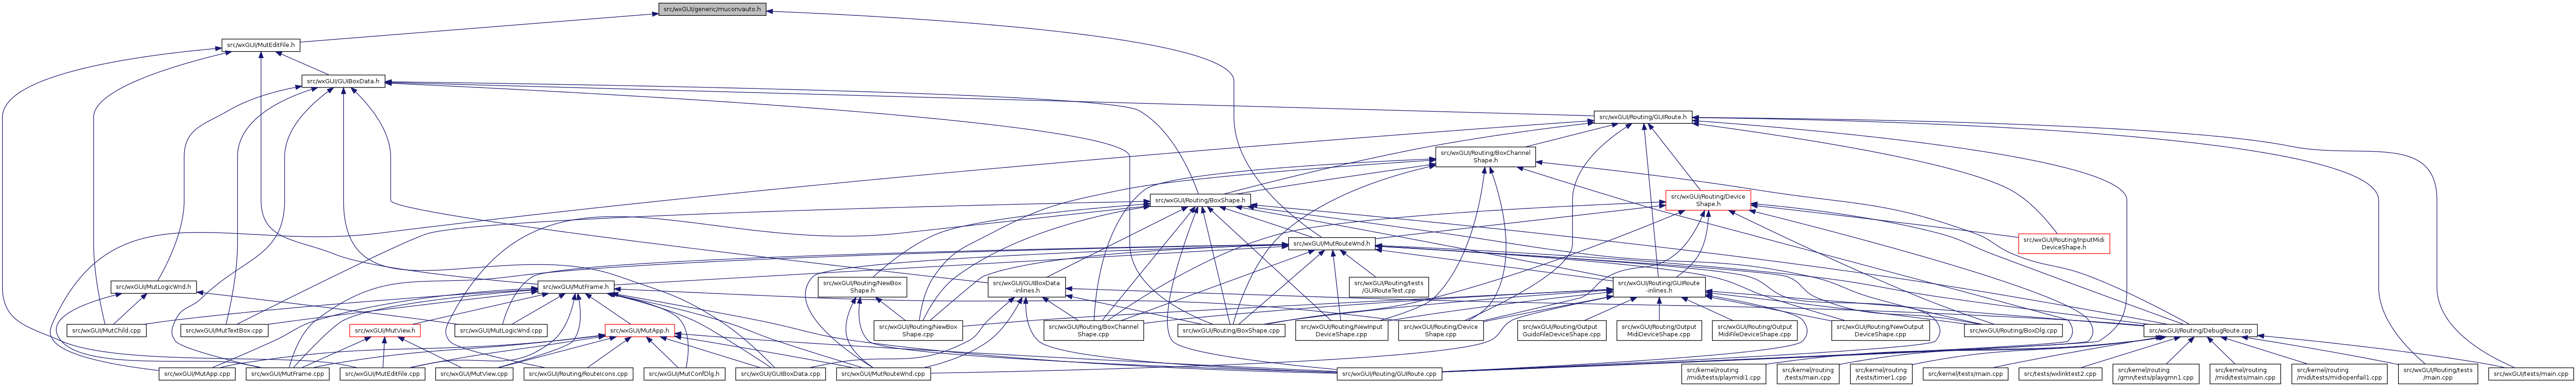 src/wxGUI/generic/muconvauto.h
src/wxGUI/MutEditFile.h
src/wxGUI/GUIBoxData.h
src/wxGUI/Routing/GUIRoute.h
src/wxGUI/Routing/BoxChannel
Shape.h
src/wxGUI/Routing/BoxShape.h
src/wxGUI/Routing/Device
Shape.h
src/wxGUI/MutRouteWnd.h
src/wxGUI/Routing/InputMidi
DeviceShape.h
src/wxGUI/MutLogicWnd.h
src/wxGUI/MutFrame.h
src/wxGUI/Routing/NewBox
Shape.h
src/wxGUI/GUIBoxData
-inlines.h
src/wxGUI/Routing/tests
/GUIRouteTest.cpp
src/wxGUI/Routing/GUIRoute
-inlines.h
src/wxGUI/MutChild.cpp
src/wxGUI/MutTextBox.cpp
src/wxGUI/MutView.h
src/wxGUI/MutLogicWnd.cpp
src/wxGUI/MutApp.h
src/wxGUI/Routing/NewBox
Shape.cpp
src/wxGUI/Routing/BoxChannel
Shape.cpp
src/wxGUI/Routing/BoxShape.cpp
src/wxGUI/Routing/NewInput
DeviceShape.cpp
src/wxGUI/Routing/Device
Shape.cpp
src/wxGUI/Routing/Output
GuidoFileDeviceShape.cpp
src/wxGUI/Routing/Output
MidiDeviceShape.cpp
src/wxGUI/Routing/Output
MidiFileDeviceShape.cpp
src/wxGUI/Routing/NewOutput
DeviceShape.cpp
src/wxGUI/Routing/BoxDlg.cpp
src/wxGUI/Routing/DebugRoute.cpp
src/wxGUI/MutApp.cpp
src/wxGUI/MutFrame.cpp
src/wxGUI/MutEditFile.cpp
src/wxGUI/MutView.cpp
src/wxGUI/Routing/RouteIcons.cpp
src/wxGUI/MutConfDlg.h
src/wxGUI/GUIBoxData.cpp
src/wxGUI/MutRouteWnd.cpp
src/wxGUI/Routing/GUIRoute.cpp
src/kernel/routing
/midi/tests/playmidi1.cpp
src/kernel/routing
/tests/main.cpp
src/kernel/routing
/tests/timer1.cpp
src/kernel/tests/main.cpp
src/tests/wxlinktest2.cpp
src/kernel/routing
/gmn/tests/playgmn1.cpp
src/kernel/routing
/midi/tests/main.cpp
src/kernel/routing
/midi/tests/midiopenfail1.cpp
src/wxGUI/Routing/tests
/main.cpp
src/wxGUI/tests/main.cpp